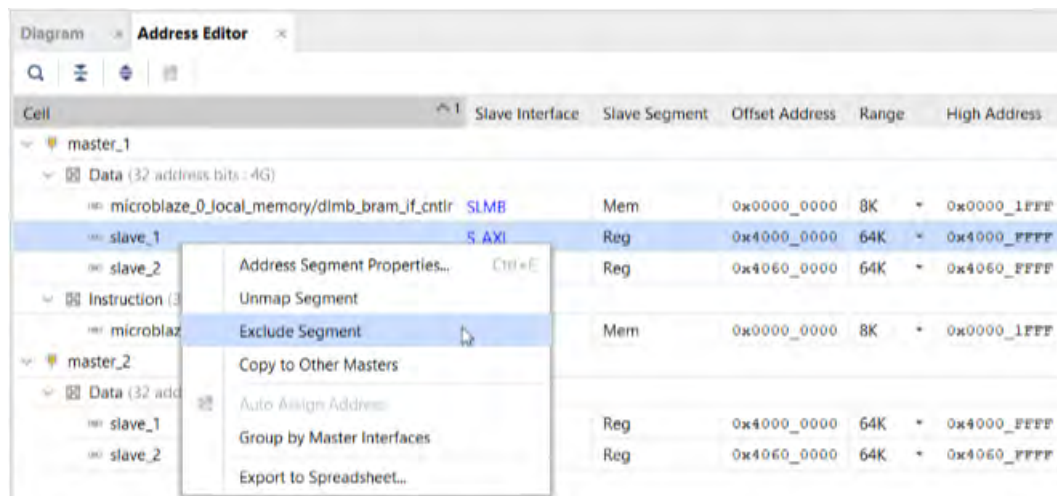 Diagram × Address Editor ×
Cell ^1 Slave Interface Slave Segment Offset Address Range High Address
master_1
Data (32 address bits : 4G)
microblaze_0_local_memory/dlmb_bram_if_cntlr SLMB Mem 0x0000_0000 8K 0x0000_1FFF
slave_1 S_AXI Reg 0x4000_0000 64K 0x4000_FFFF
slave_2 Reg 0x4060_0000 64K 0x4060_FFFF
Address Segment Properties... Ctrl+E
Unmap Segment
Instruction (3
Exclude Segment
microblaz Mem 0x0000_0000 8K 0x0000_1FFF
Copy to Other Masters
master_2
Data (32 add
Auto Assign Address
slave_1 Reg 0x4000_0000 64K 0x4000_FFFF
Group by Master Interfaces
slave_2 Reg 0x4060_0000 64K 0x4060_FFFF
Export to Spreadsheet...